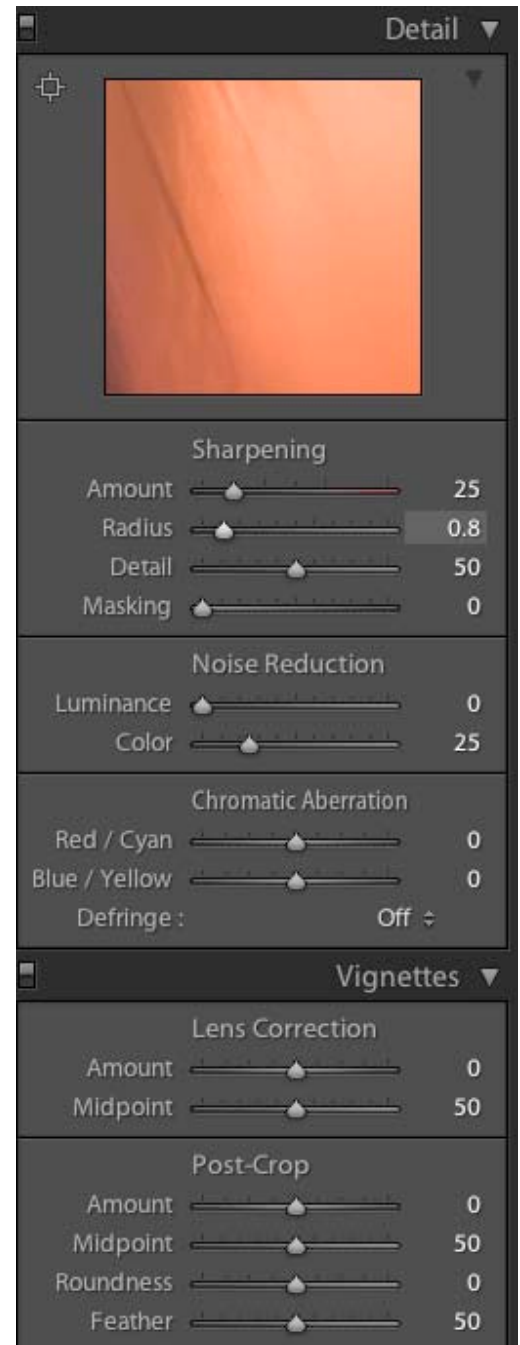 Detail
Sharpening
Amount 25
Radius 0.8
Detail 50
Masking 0
Noise Reduction
Luminance 0
Color 25
Chromatic Aberration
Red / Cyan 0
Blue / Yellow 0
Defringe : Off
Vignettes
Lens Correction
Amount 0
Midpoint 50
Post-Crop
Amount 0
Midpoint 50
Roundness 0
Feather 50